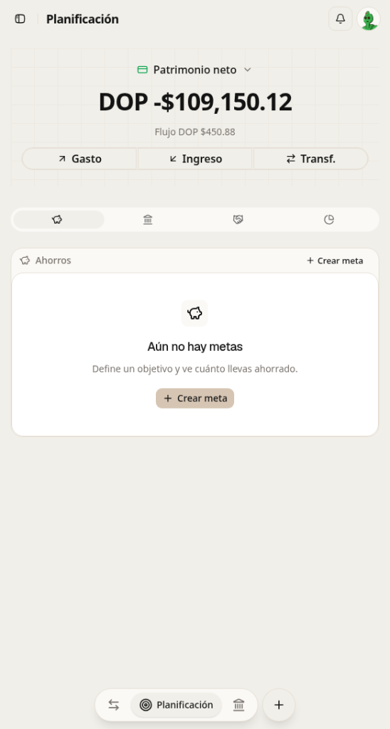 Planificación
Patrimonio neto
DOP -$109,150.12
Flujo DOP $450.88
Gasto
Ingreso
Transf.
Ahorros
+ Crear meta
Aún no hay metas
Define un objetivo y ve cuánto llevas ahorrado.
+ Crear meta
Planificación